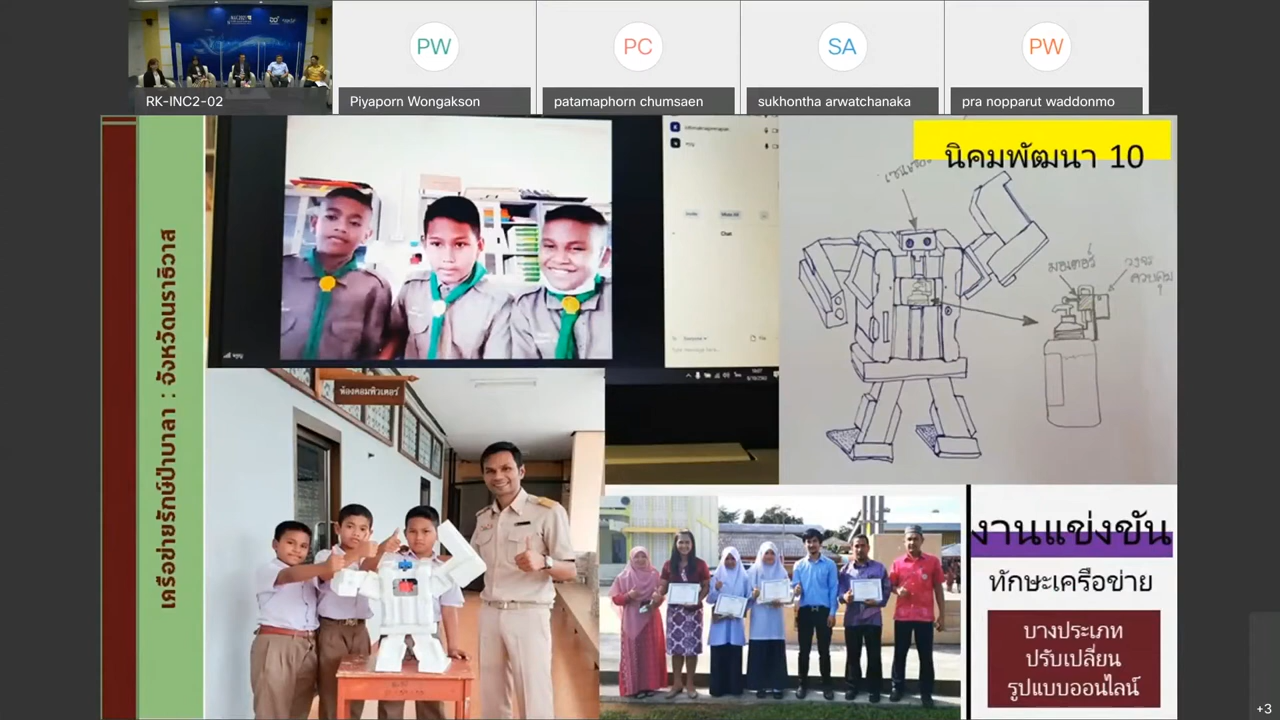 RK-INC2-02
PW
Piyaporn Wongakson
PC
patamaphorn chumsaen
SA
sukhontha arwatchanaka
PW
pra nopparut waddonmo
เครือข่ายรักษ์ป่าบาลา : จังหวัดนราธิวาส
Mute All
Chat
นิคมพัฒนา 10
มอเตอร์
วงจร
ควบคุม
ห้องคอมพิวเตอร์
งานแข่งขัน
ทักษะเครือข่าย
บางประเภท
ปรับเปลี่ยน
รูปแบบออนไลน์
+3